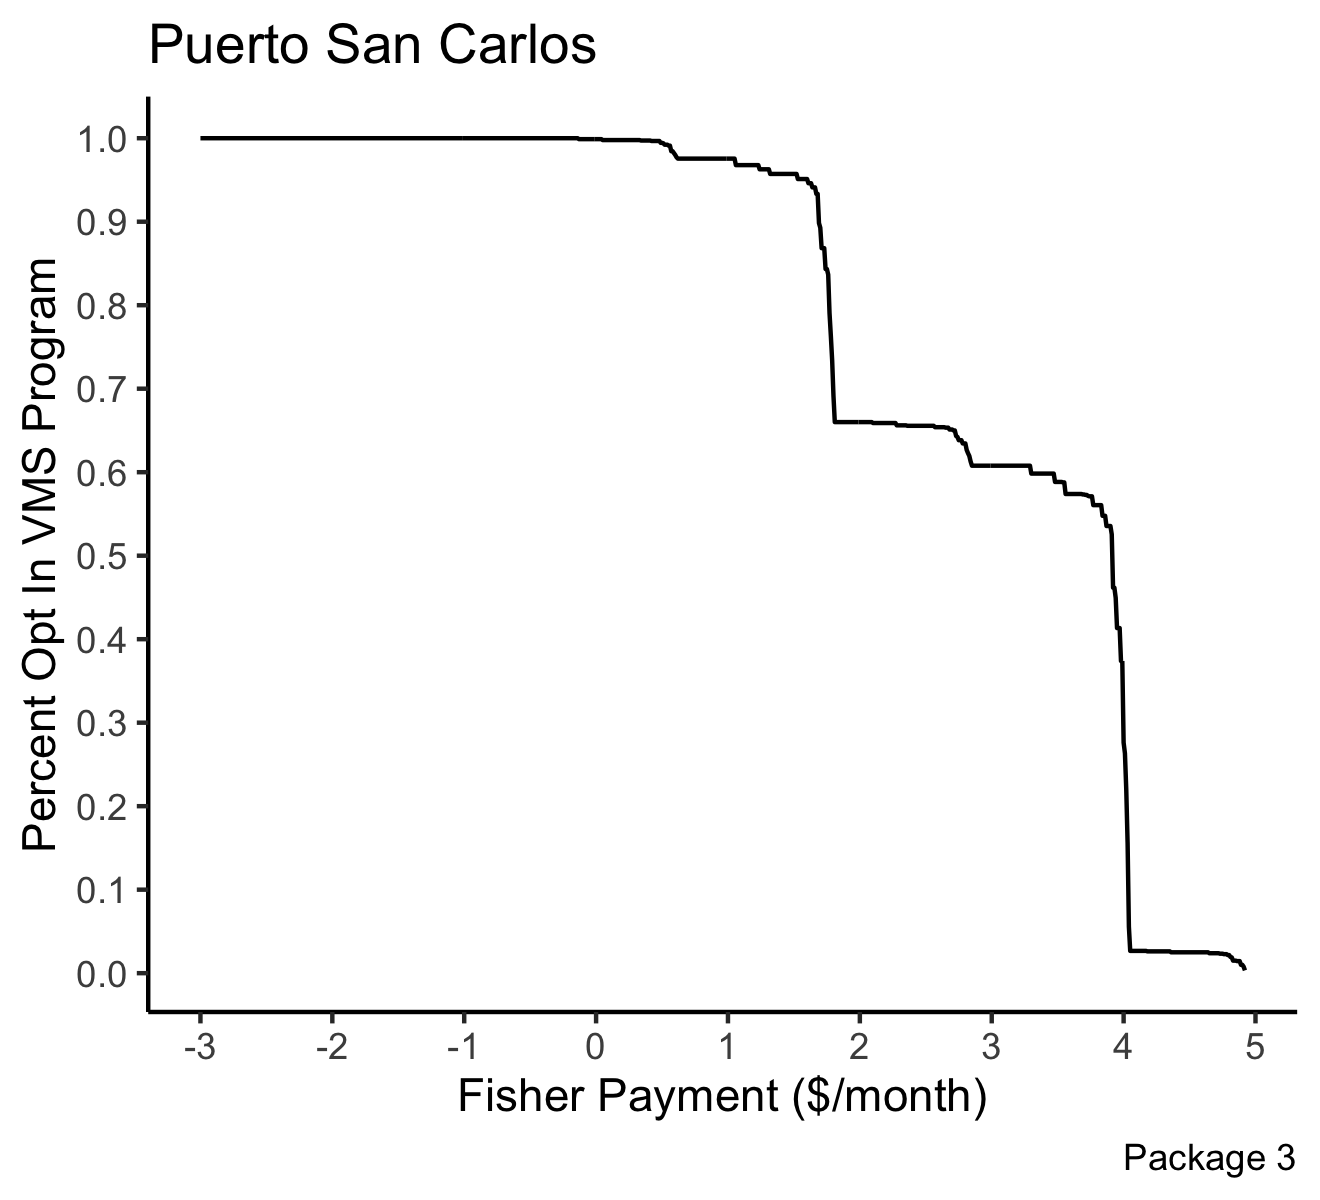 Puerto San Carlos
Percent Opt In VMS Program
1.0
0.9
0.8
0.7
0.6
0.5
0.4
0.3
0.2
0.1
0.0
-3 -2 -1 0 1 2 3 4 5
Fisher Payment ($/month)
Package 3